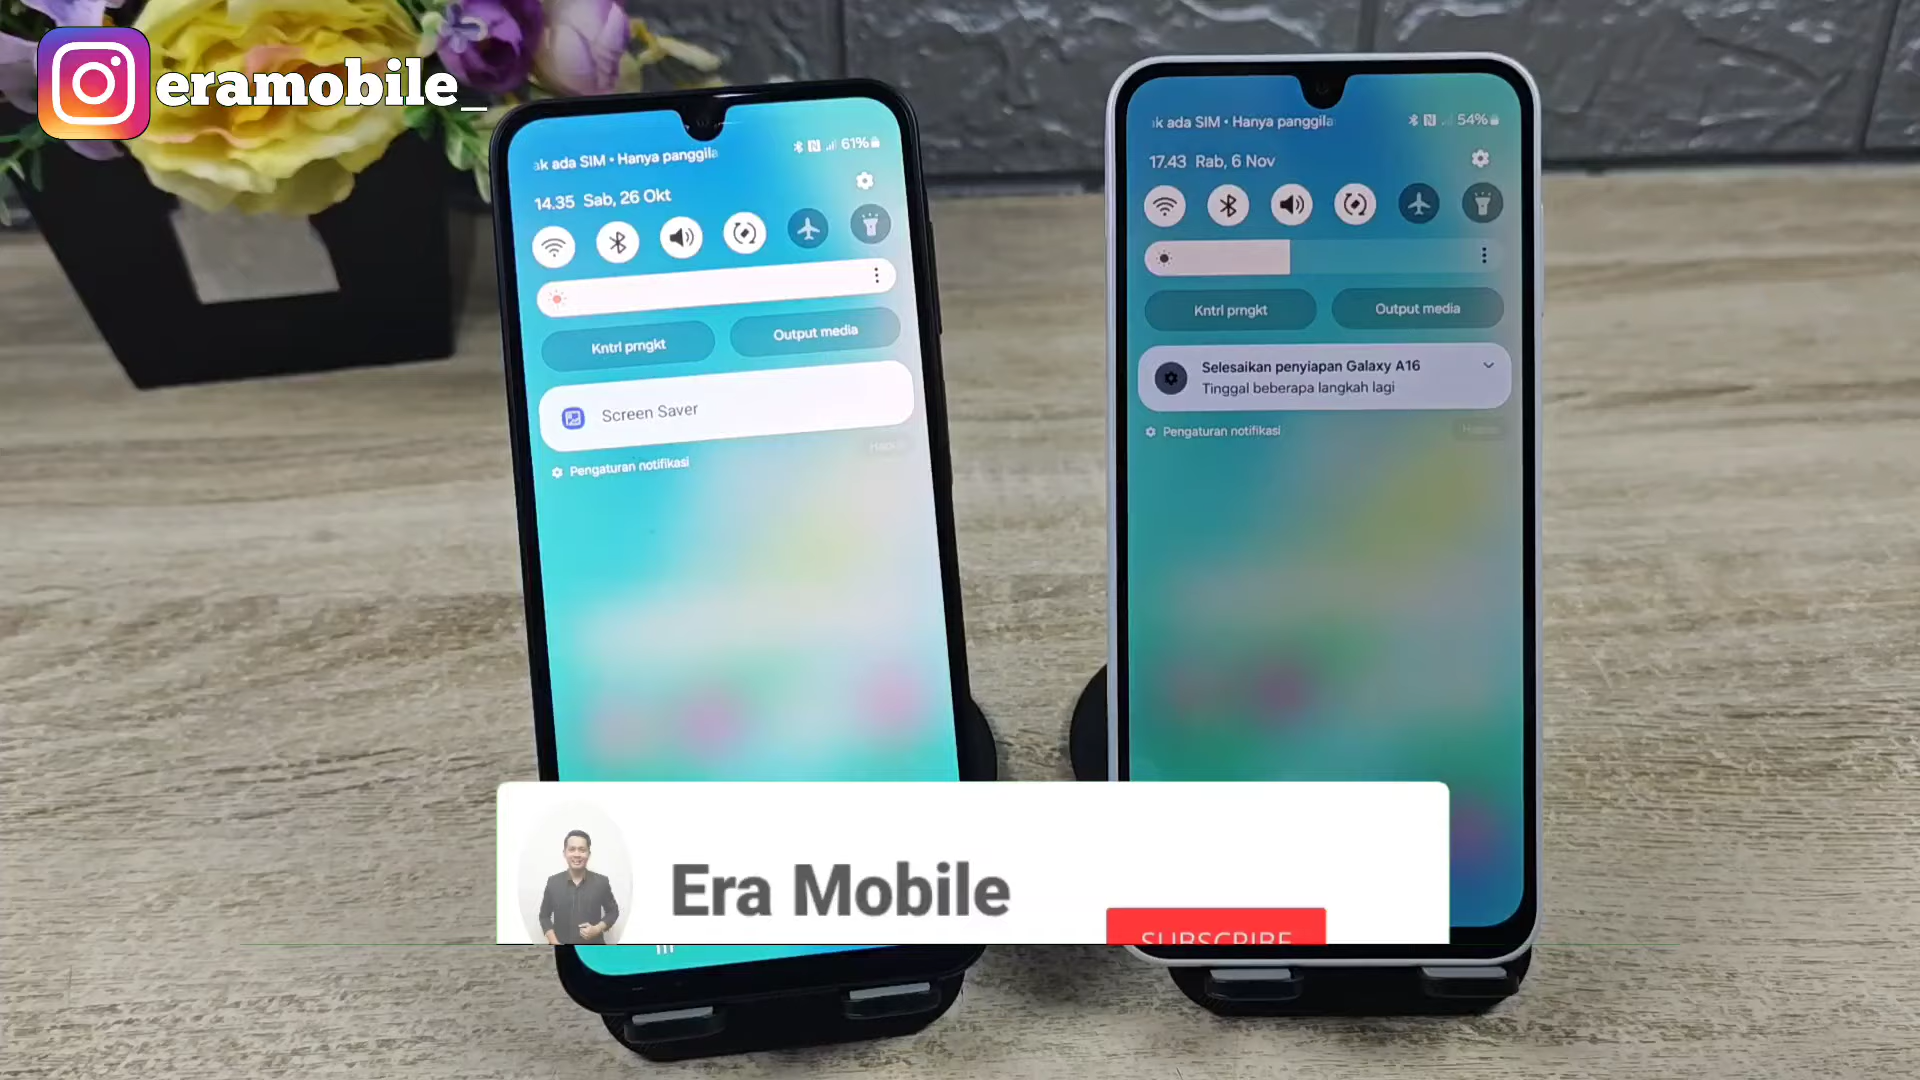 eramobile_
ak ada SIM • Hanya panggila
61%
14.35 Sab, 26 Okt
Kntrl prngkt
Output media
Screen Saver
Pengaturan notifikasi
ak ada SIM • Hanya panggila
54%
17.43 Rab, 6 Nov
Kntrl prngkt
Output media
Selesaikan penyiapan Galaxy A16
Tinggal beberapa langkah lagi
Pengaturan notifikasi
Era Mobile
SUBSCRIBE